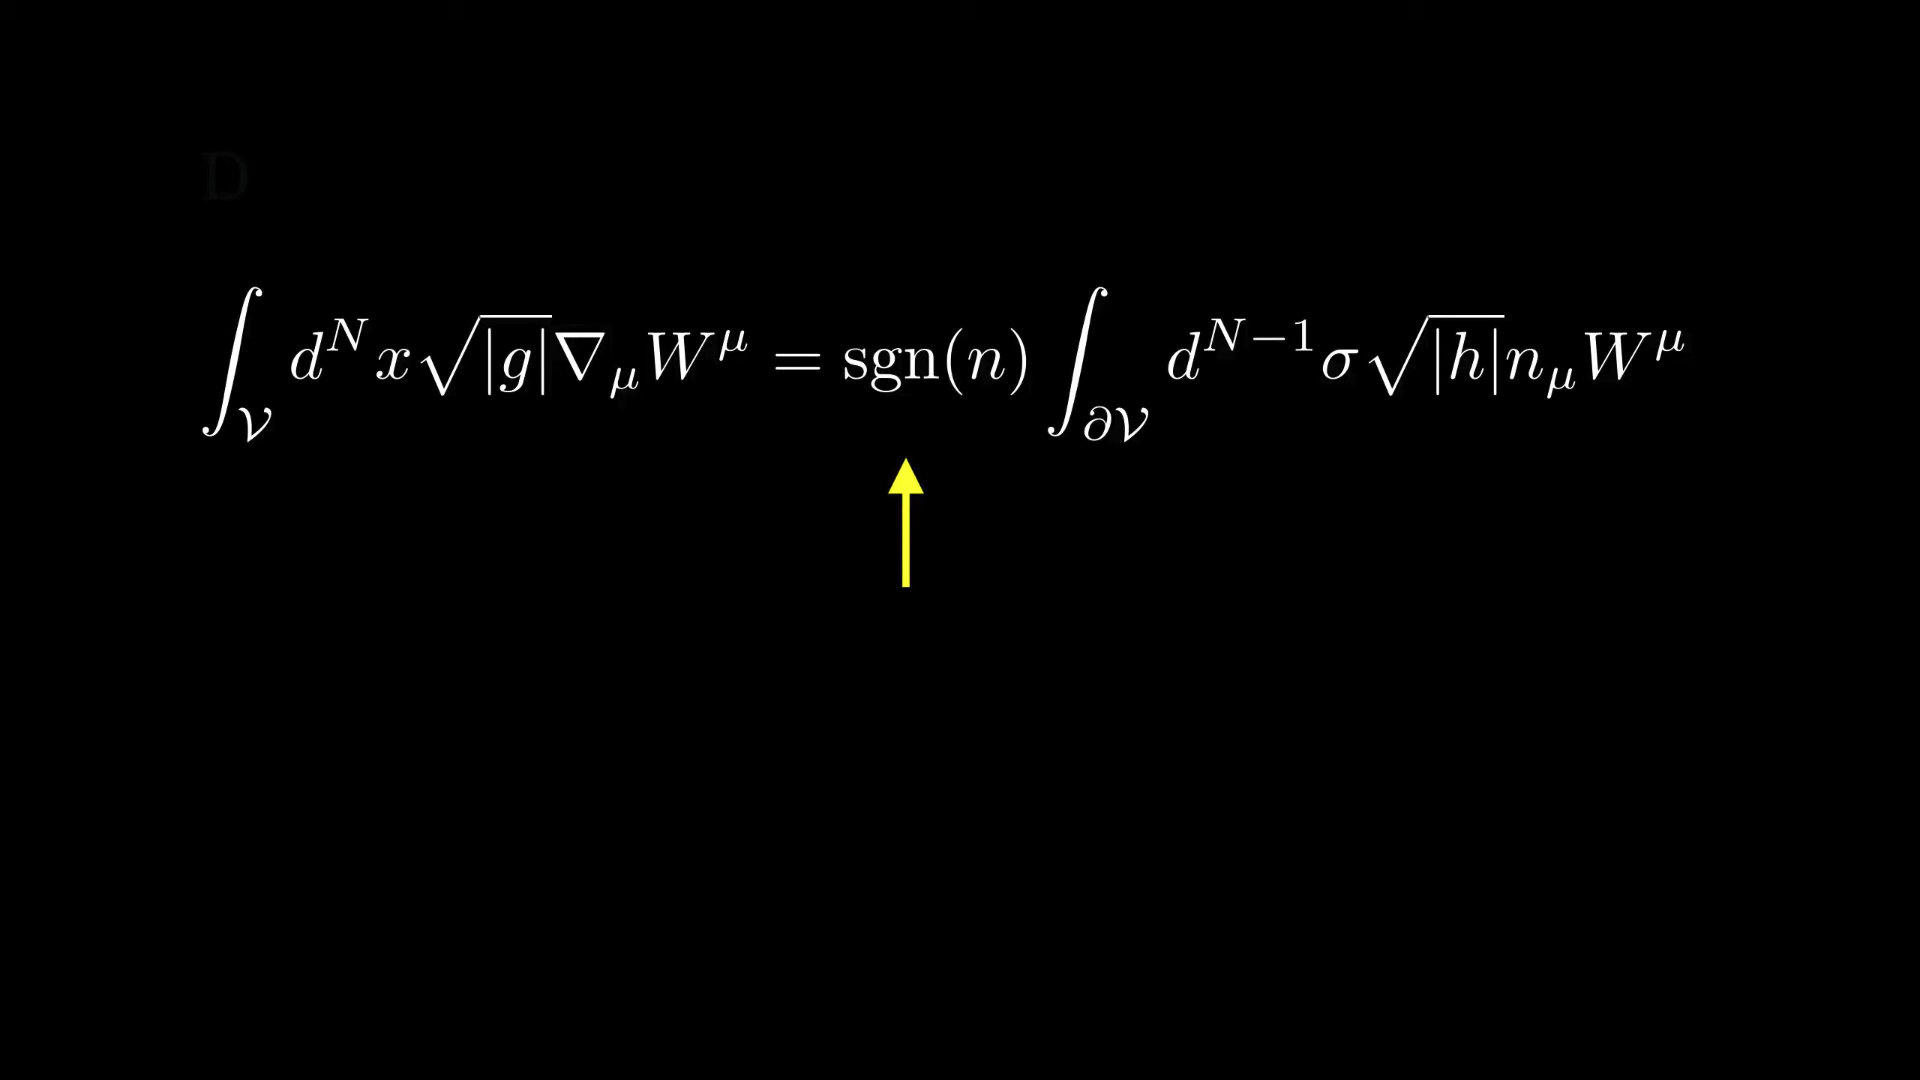 D
∫_𝒱 d^N x √|g| ∇_μ W^μ = sgn(n) ∫_∂𝒱 d^{N−1} σ √|h| n_μ W^μ